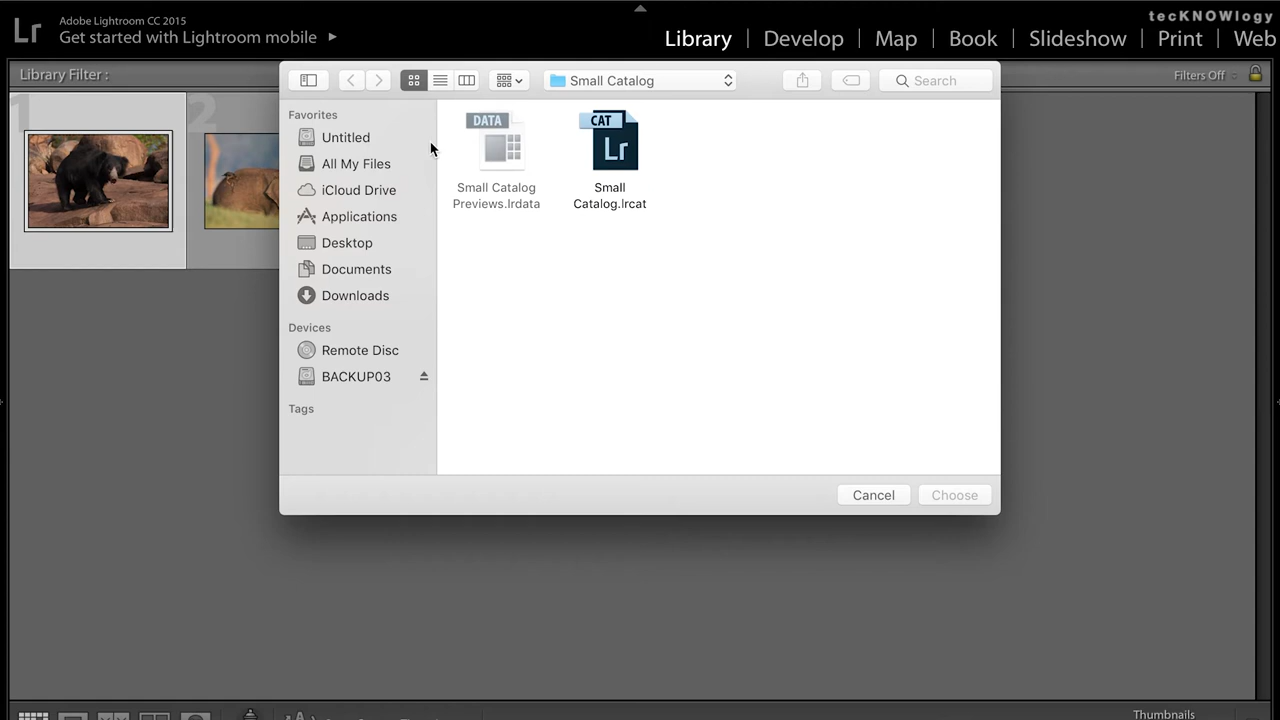 tecKNOWlogy
Lr
Adobe Lightroom CC 2015
Get started with Lightroom mobile
Library | Develop | Map | Book | Slideshow | Print | Web
Library Filter :
Filters Off
1
2
Small Catalog
Search
Favorites
Untitled
All My Files
iCloud Drive
Applications
Desktop
Documents
Downloads
Devices
Remote Disc
BACKUP03
Tags
DATA
Small Catalog
Previews.lrdata
CAT
Lr
Small
Catalog.lrcat
Cancel
Choose
Thumbnails